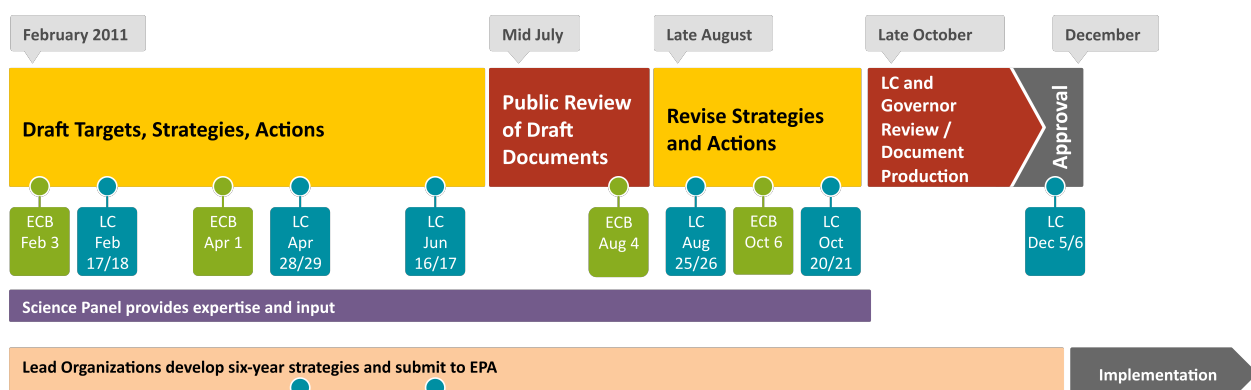 February 2011
Mid July
Late August
Late October
December
Draft Targets, Strategies, Actions
Public Review
of Draft
Documents
Revise Strategies
and Actions
LC and
Governor
Review /
Document
Production
Approval
ECB
Feb 3
LC
Feb
17/18
ECB
Apr 1
LC
Apr
28/29
LC
Jun
16/17
ECB
Aug 4
LC
Aug
25/26
ECB
Oct 6
LC
Oct
20/21
LC
Dec 5/6
Science Panel provides expertise and input
Lead Organizations develop six-year strategies and submit to EPA
Implementation